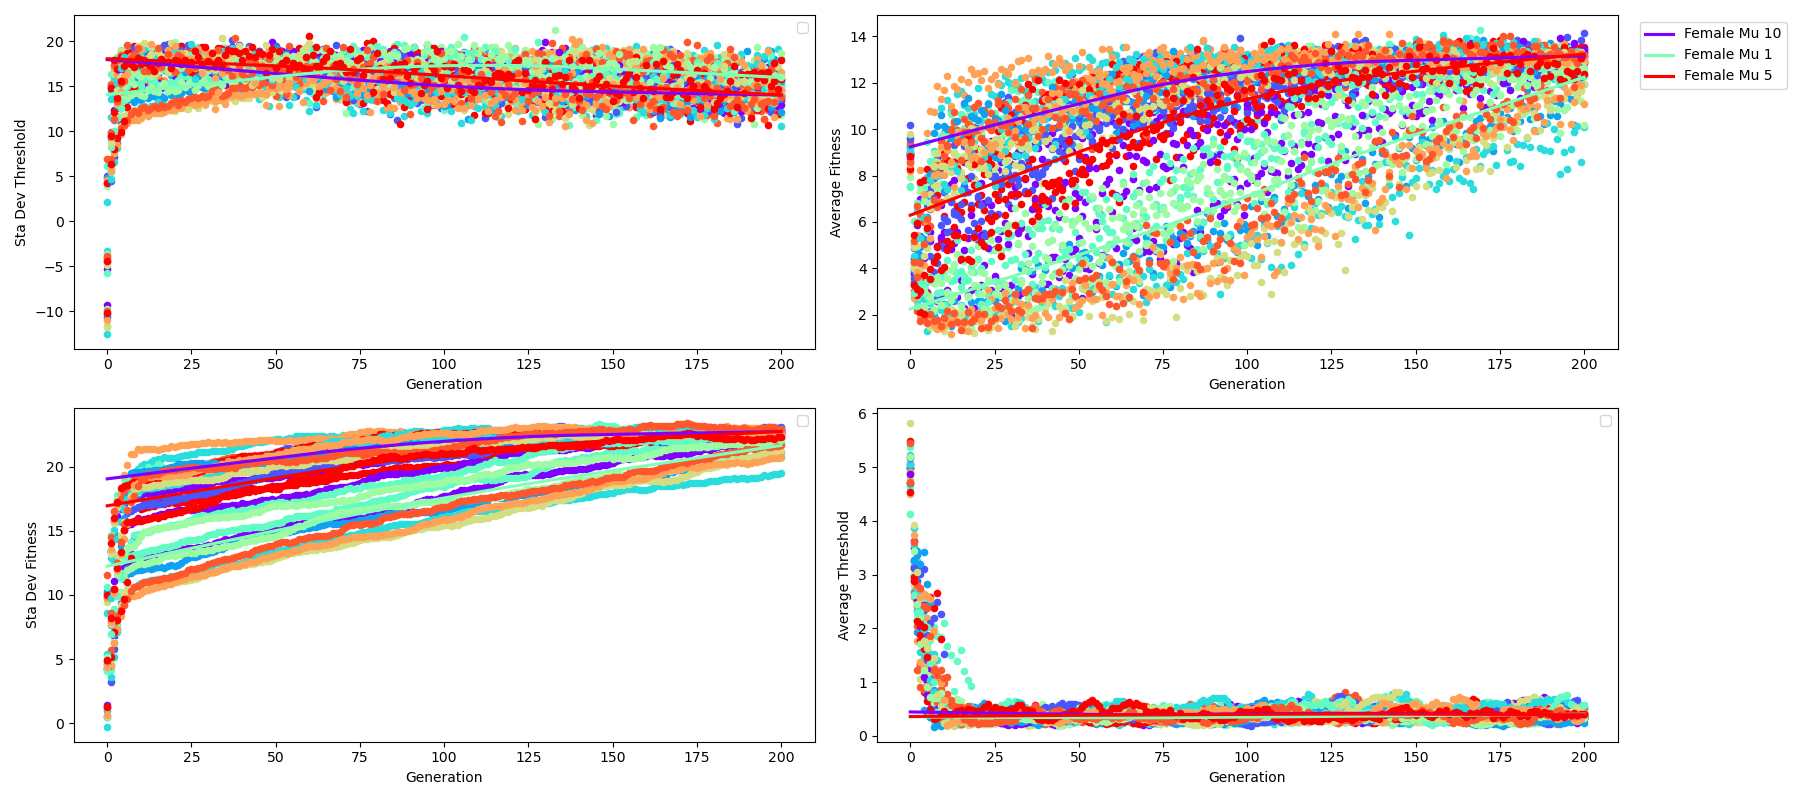 20
15
10
5
0
−5
−10
Sta Dev Threshold
0 25 50 75 100 125 150 175 200
Generation
14
12
10
8
6
4
2
Average Fitness
0 25 50 75 100 125 150 175 200
Generation
Female Mu 10
Female Mu 1
Female Mu 5
20
15
10
5
0
Sta Dev Fitness
0 25 50 75 100 125 150 175 200
Generation
6
5
4
3
2
1
0
Average Threshold
0 25 50 75 100 125 150 175 200
Generation